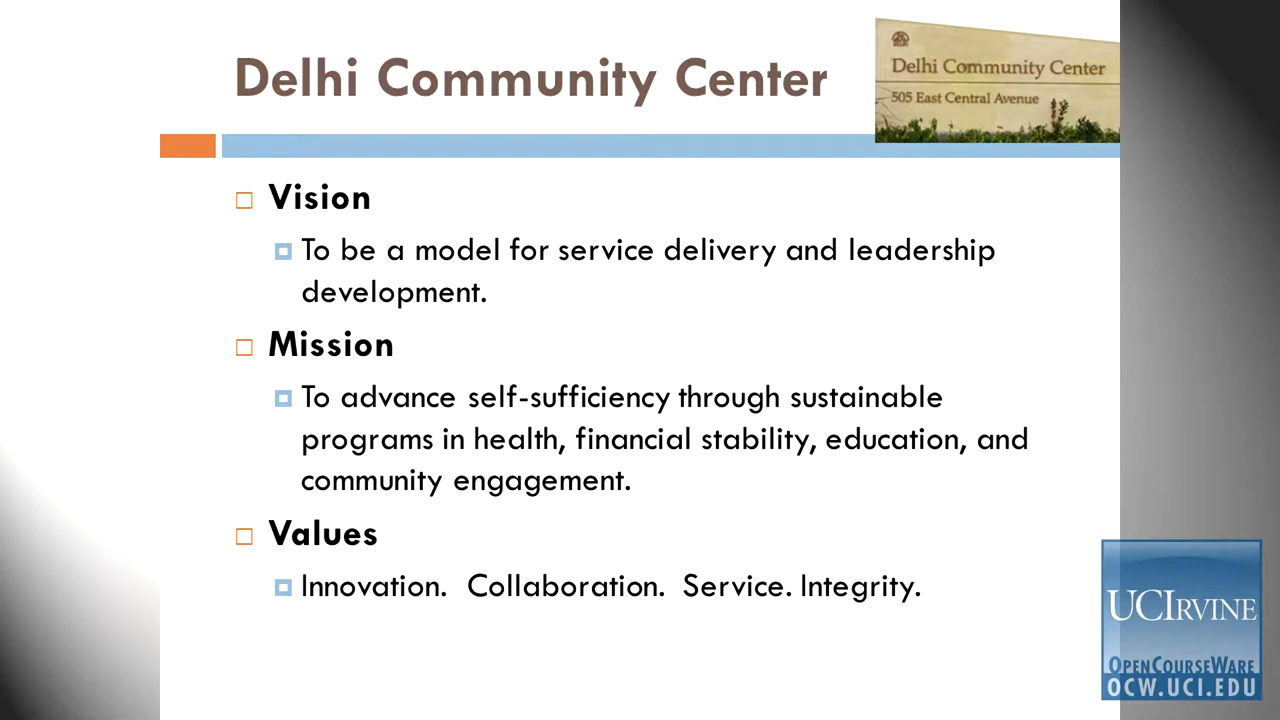 Delhi Community Center
Delhi Community Center
505 East Central Avenue
Vision
To be a model for service delivery and leadership
development.
Mission
To advance self-sufficiency through sustainable
programs in health, financial stability, education, and
community engagement.
Values
Innovation. Collaboration. Service. Integrity.
UCIRVINE
OPENCOURSEWARE
OCW.UCI.EDU